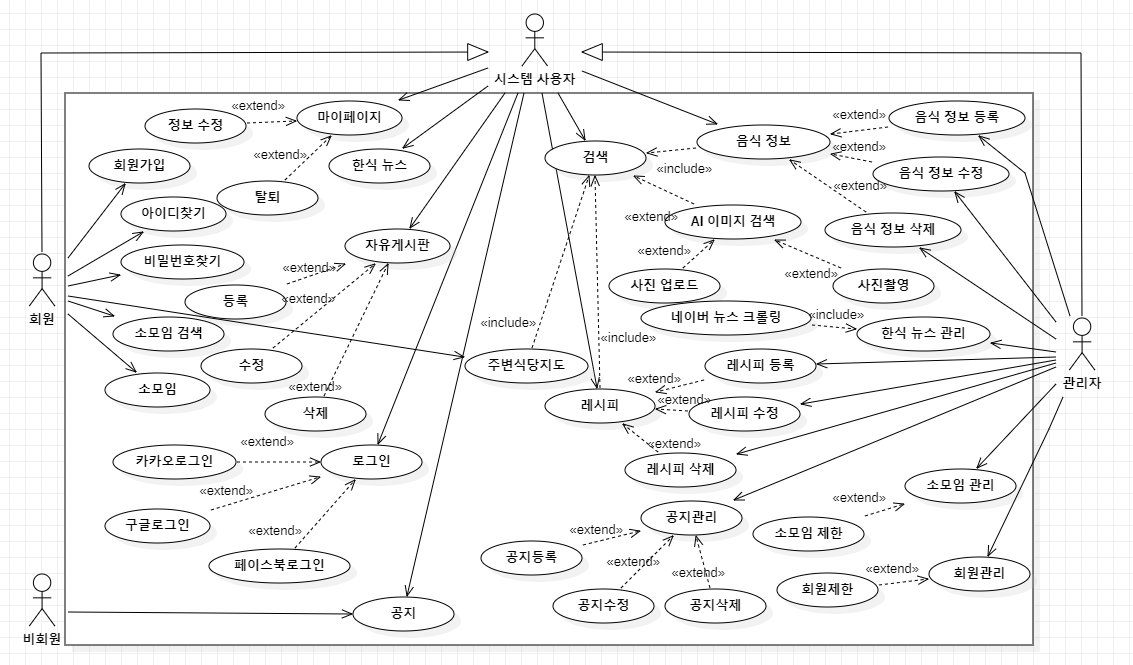 시스템 사용자
«extend»
정보 수정
마이페이지
«extend»
음식 정보 등록
음식 정보
검색
«extend»
회원가입
«extend»
한식 뉴스
«include»
음식 정보 수정
탈퇴
«extend»
아이디찾기
«extend»
AI 이미지 검색
음식 정보 삭제
자유게시판
비밀번호찾기
«extend»
«extend»
«extend»
사진 업로드
사진촬영
등록
«extend»
회원
네이버 뉴스 크롤링
«include»
«include»
소모임 검색
한식 뉴스 관리
«include»
수정
주변식당지도
레시피 등록
관리자
«extend»
소모임
«extend»
«extend»
레시피
레시피 수정
삭제
«extend»
«extend»
카카오로그인
로그인
레시피 삭제
«extend»
소모임 관리
«extend»
구글로그인
공지관리
«extend»
«extend»
소모임 제한
공지등록
«extend»
«extend»
«extend»
페이스북로그인
회원관리
회원제한
공지수정
공지삭제
공지
비회원